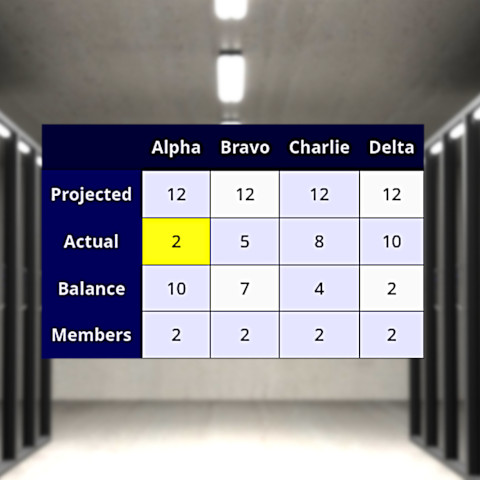 Alpha Bravo Charlie Delta
Projected 12 12 12 12
Actual 2 5 8 10
Balance 10 7 4 2
Members 2 2 2 2